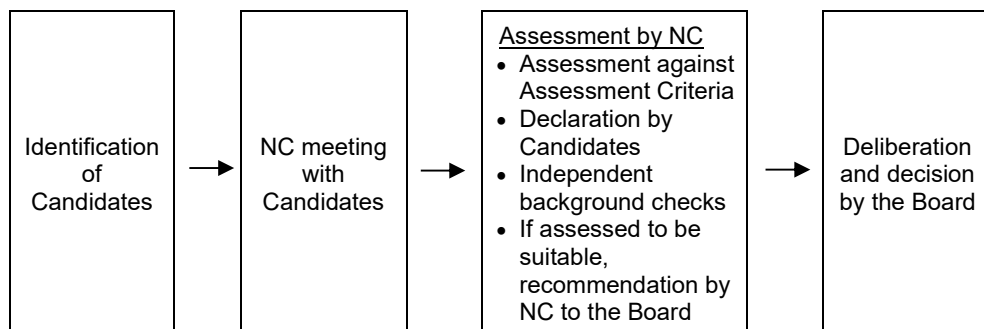 Identification
of
Candidates
NC meeting
with
Candidates
Assessment by NC
• Assessment against
Assessment Criteria
• Declaration by
Candidates
• Independent
background checks
• If assessed to be
suitable,
recommendation by
NC to the Board
Deliberation
and decision
by the Board